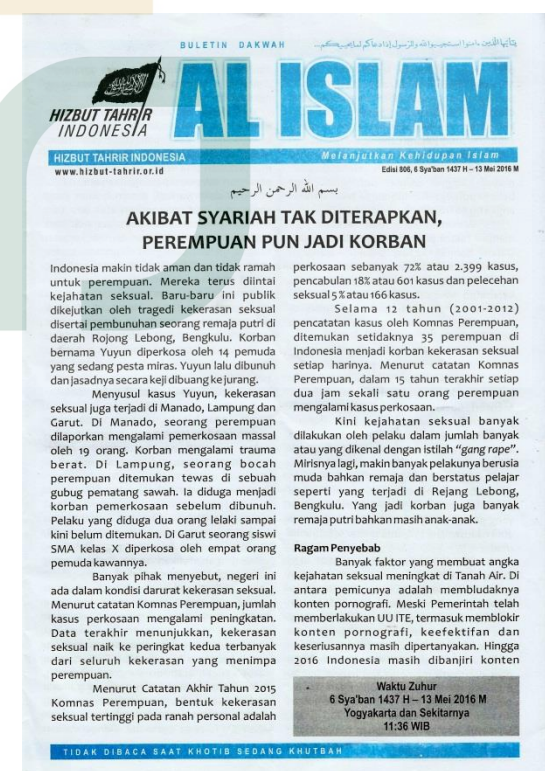 BULETIN DAKWAH
HIZBUT TAHRIR
INDONESIA
AL ISLAM
HIZBUT TAHRIR INDONESIA
Melanjutkan Kehidupan Islam
www.hizbut-tahrir.or.id
Edisi 806, 6 Sya'ban 1437 H – 13 Mei 2016 M
بسم الله الرحمن الرحيم
AKIBAT SYARIAH TAK DITERAPKAN,
PEREMPUAN PUN JADI KORBAN
Indonesia makin tidak aman dan tidak ramah
untuk perempuan. Mereka terus diintai
kejahatan seksual. Baru-baru ini publik
dikejutkan oleh tragedi kekerasan seksual
disertai pembunuhan seorang remaja putri di
daerah Rojong Lebong, Bengkulu. Korban
bernama Yuyun diperkosa oleh 14 pemuda
yang sedang pesta miras. Yuyun lalu dibunuh
dan jasadnya secara keji dibuang ke jurang.
Menyusul kasus Yuyun, kekerasan
seksual juga terjadi di Manado, Lampung dan
Garut. Di Manado, seorang perempuan
dilaporkan mengalami pemerkosaan massal
oleh 19 orang. Korban mengalami trauma
berat. Di Lampung, seorang bocah
perempuan ditemukan tewas di sebuah
gubug pematang sawah. Ia diduga menjadi
korban pemerkosaan sebelum dibunuh.
Pelaku yang diduga dua orang lelaki sampai
kini belum ditemukan. Di Garut seorang siswi
SMA kelas X diperkosa oleh empat orang
pemuda kawannya.
Banyak pihak menyebut, negeri ini
ada dalam kondisi darurat kekerasan seksual.
Menurut catatan Komnas Perempuan, jumlah
kasus perkosaan mengalami peningkatan.
Data terakhir menunjukkan, kekerasan
seksual naik ke peringkat kedua terbanyak
dari seluruh kekerasan yang menimpa
perempuan.
Menurut Catatan Akhir Tahun 2015
Komnas Perempuan, bentuk kekerasan
seksual tertinggi pada ranah personal adalah
perkosaan sebanyak 72% atau 2.399 kasus,
pencabulan 18% atau 601 kasus dan pelecehan
seksual 5 % atau 166 kasus.
Selama 12 tahun (2001-2012)
pencatatan kasus oleh Komnas Perempuan,
ditemukan setidaknya 35 perempuan di
Indonesia menjadi korban kekerasan seksual
setiap harinya. Menurut catatan Komnas
Perempuan, dalam 15 tahun terakhir setiap
dua jam sekali satu orang perempuan
mengalami kasus perkosaan.
Kini kejahatan seksual banyak
dilakukan oleh pelaku dalam jumlah banyak
atau yang dikenal dengan istilah "gang rape".
Mirisnya lagi, makin banyak pelakunya berusia
muda bahkan remaja dan berstatus pelajar
seperti yang terjadi di Rejang Lebong,
Bengkulu. Yang jadi korban juga banyak
remaja putri bahkan masih anak-anak.
Ragam Penyebab
Banyak faktor yang membuat angka
kejahatan seksual meningkat di Tanah Air. Di
antara pemicunya adalah membludaknya
konten pornografi. Meski Pemerintah telah
memberlakukan UU ITE, termasuk memblokir
konten pornografi, keefektifan dan
keseriusannya masih dipertanyakan. Hingga
2016 Indonesia masih dibanjiri konten
Waktu Zuhur
6 Sya'ban 1437 H – 13 Mei 2016 M
Yogyakarta dan Sekitarnya
11:36 WIB
TIDAK DIBACA SAAT KHOTIB SEDANG KHUTBAH